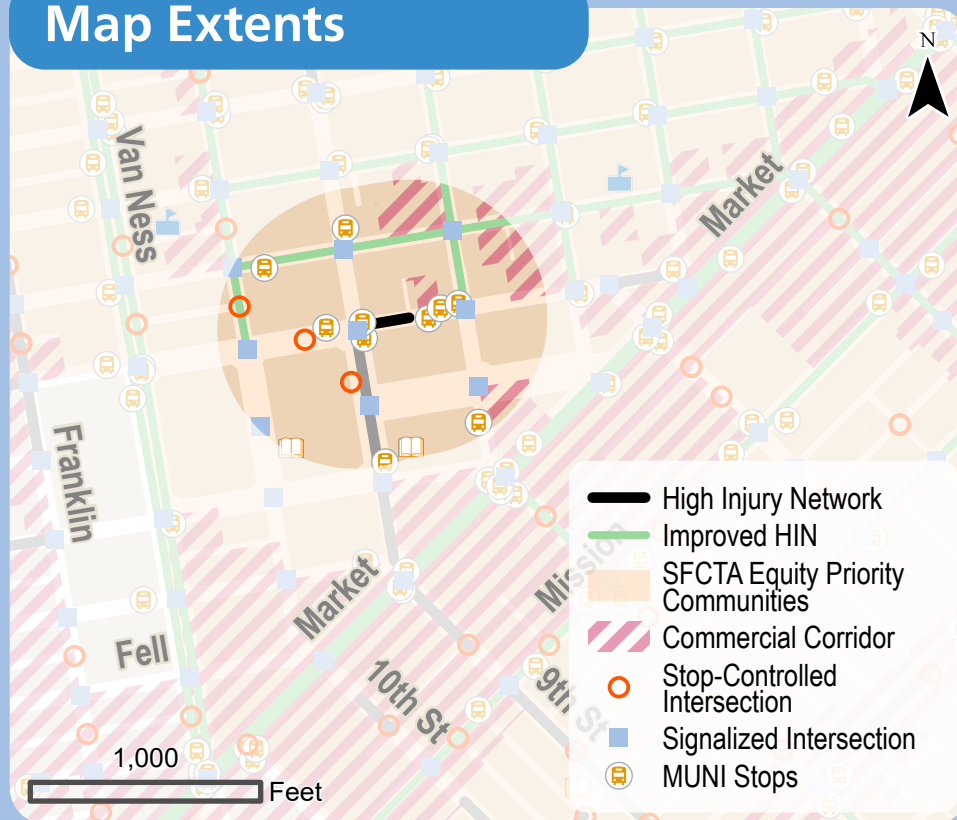 Map Extents
N
Van Ness
Market
Franklin
Market
Mission
Fell
10th St
9th St
High Injury Network
Improved HIN
SFCTA Equity Priority
Communities
Commercial Corridor
Stop-Controlled
Intersection
Signalized Intersection
MUNI Stops
1,000
Feet